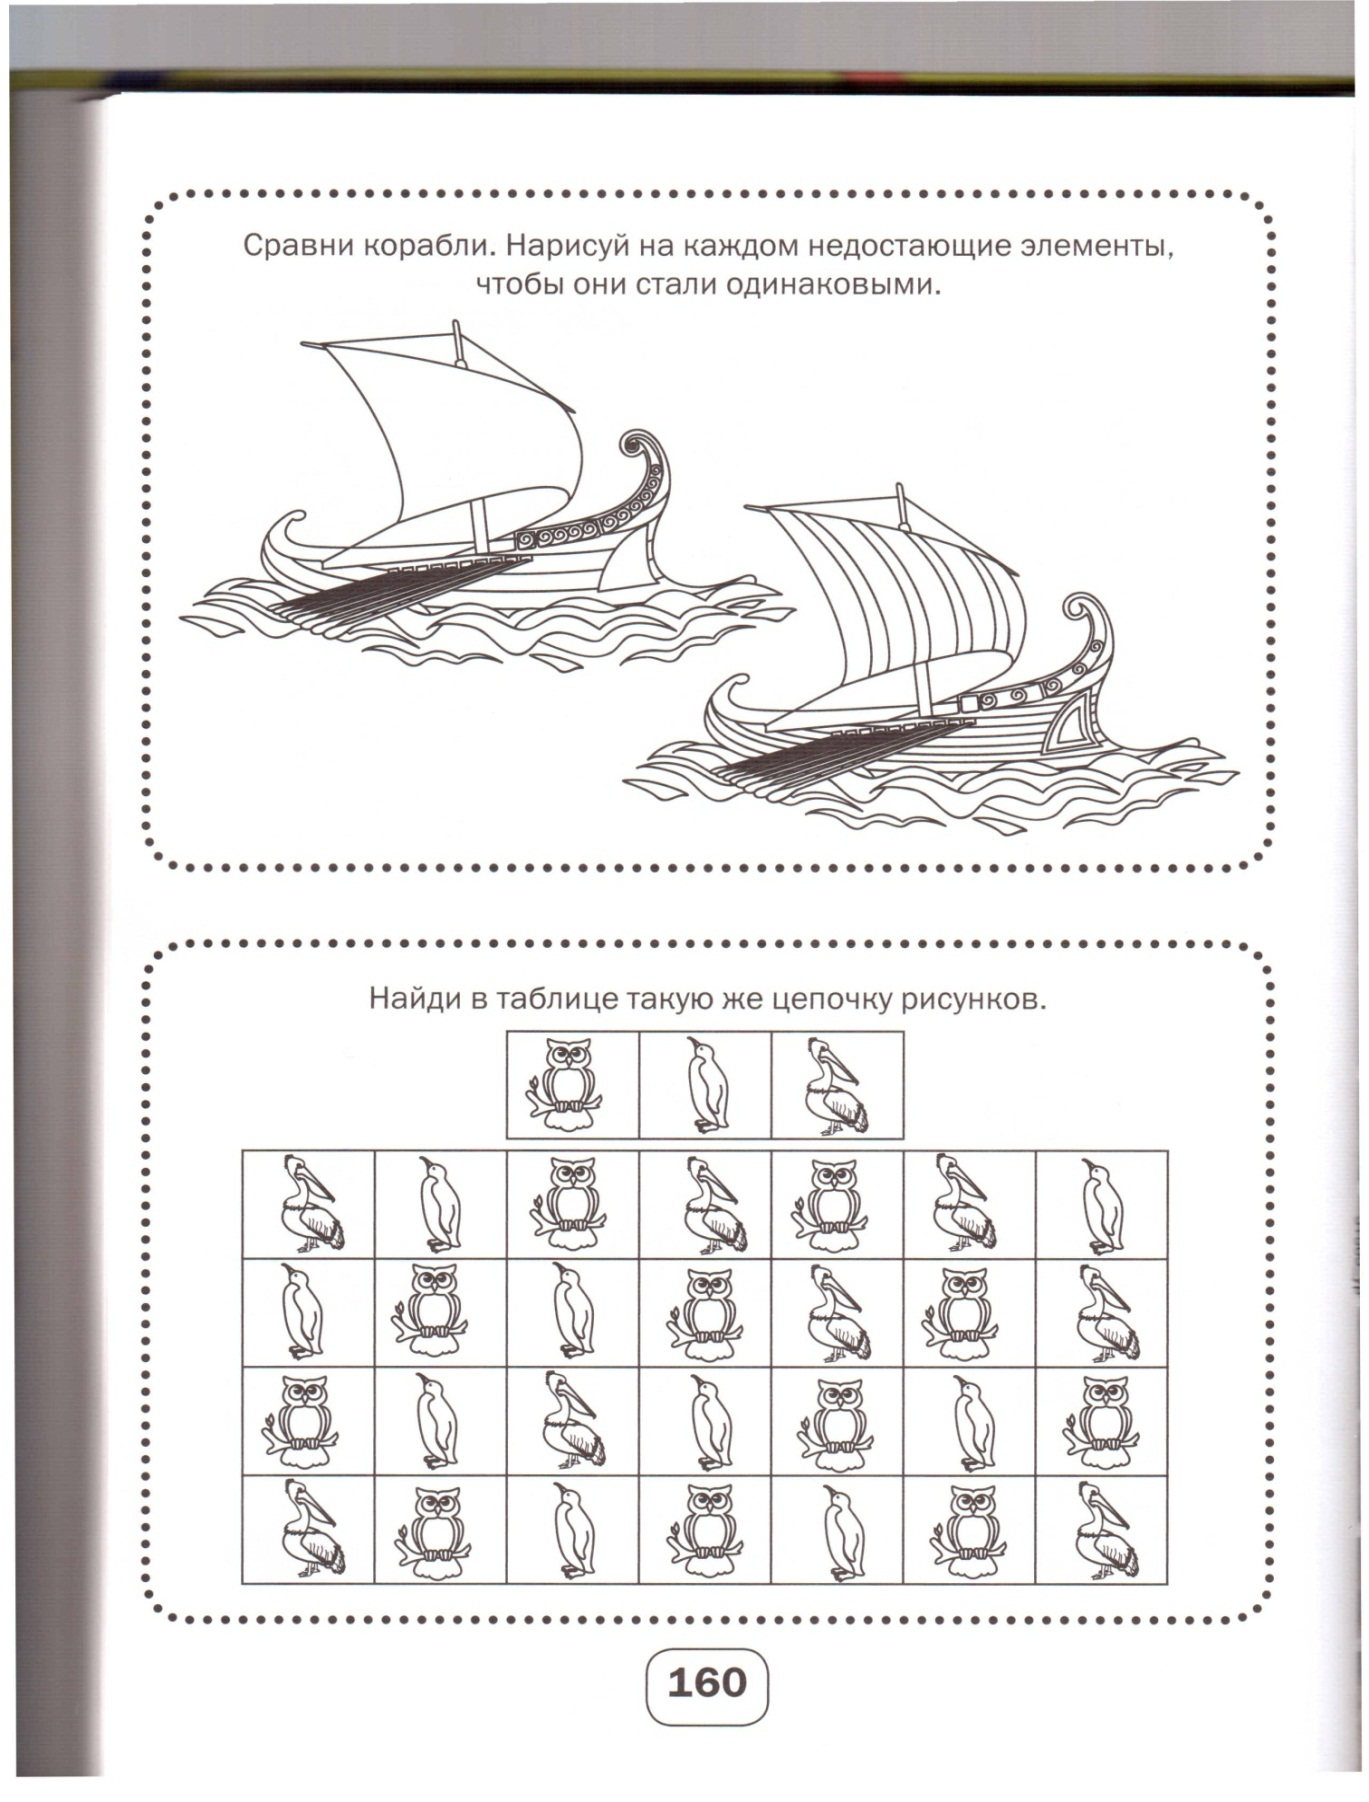 Сравни корабли. Нарисуй на каждом недостающие элементы,
чтобы они стали одинаковыми.
Найди в таблице такую же цепочку рисунков.
160